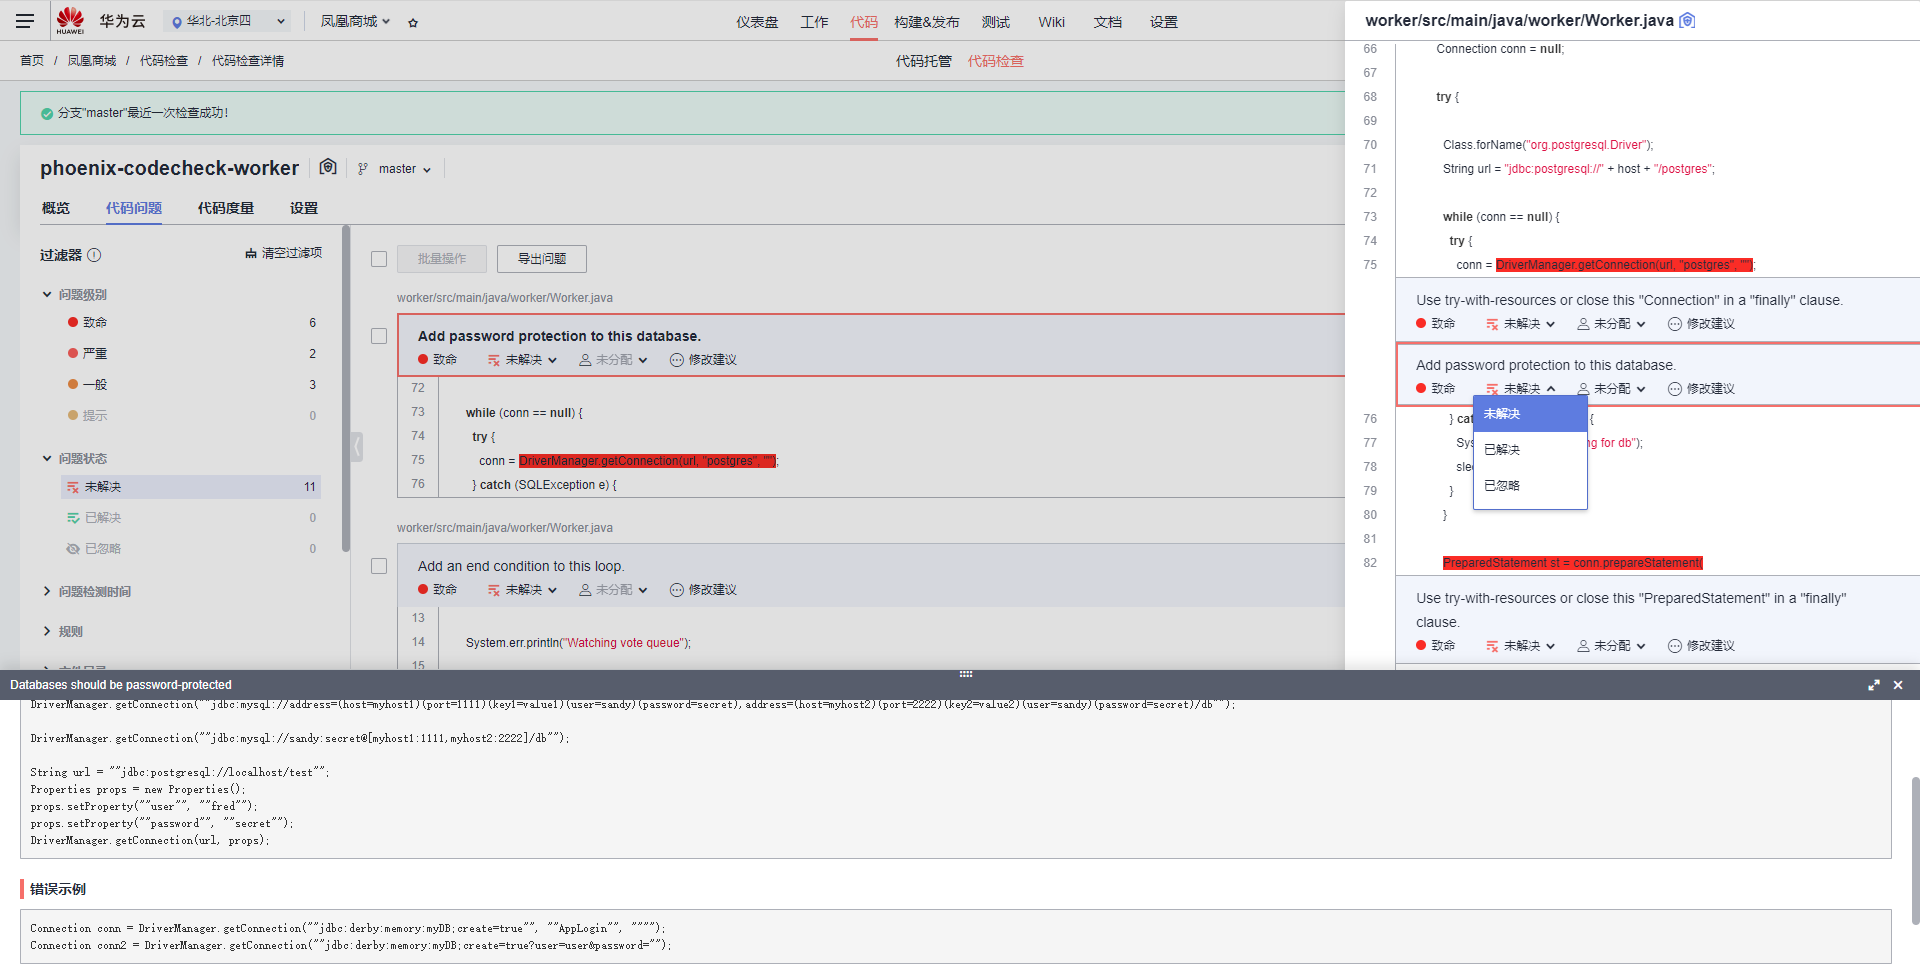 HUAWEI
华为云
华北-北京四
凤凰商城
仪表盘
工作
代码
构建&发布
测试
Wiki
文档
设置
首页 / 凤凰商城 / 代码检查 / 代码检查详情
代码托管
代码检查
分支"master"最近一次检查成功!
phoenix-codecheck-worker
master
概览
代码问题
代码度量
设置
过滤器
清空过滤项
问题级别
致命 6
严重 2
一般 3
提示 0
问题状态
未解决 11
已解决 0
已忽略 0
问题检测时间
规则
批量操作
导出问题
worker/src/main/java/worker/Worker.java
Add password protection to this database.
致命 未解决 未分配 修改建议
72
73 while (conn == null) {
74 try {
75 conn = DriverManager.getConnection(url, "postgres", "");
76 } catch (SQLException e) {
worker/src/main/java/worker/Worker.java
Add an end condition to this loop.
致命 未解决 未分配 修改建议
13
14 System.err.println("Watching vote queue");
15
worker/src/main/java/worker/Worker.java
66 Connection conn = null;
67
68 try {
69
70 Class.forName("org.postgresql.Driver");
71 String url = "jdbc:postgresql://" + host + "/postgres";
72
73 while (conn == null) {
74 try {
75 conn = DriverManager.getConnection(url, "postgres", "");
Use try-with-resources or close this "Connection" in a "finally" clause.
致命 未解决 未分配 修改建议
Add password protection to this database.
致命 未解决 未分配 修改建议
未解决
已解决
已忽略
76 } cat {
77 Sys ng for db");
78 sle
79 }
80 }
81
82 PreparedStatement st = conn.prepareStatement(
Use try-with-resources or close this "PreparedStatement" in a "finally"
clause.
致命 未解决 未分配 修改建议
Databases should be password-protected
DriverManager.getConnection(""jdbc:mysql://address=(host=myhost1)(port=1111)(key1=value1)(user=sandy)(password=secret),address=(host=myhost2)(port=2222)(key2=value2)(user=sandy)(password=secret)/db"");
DriverManager.getConnection(""jdbc:mysql://sandy:secret@[myhost1:1111,myhost2:2222]/db"");
String url = ""jdbc:postgresql://localhost/test"";
Properties props = new Properties();
props.setProperty(""user"", ""fred"");
props.setProperty(""password"", ""secret"");
DriverManager.getConnection(url, props);
错误示例
Connection conn = DriverManager.getConnection(""jdbc:derby:memory:myDB;create=true"", ""AppLogin"", """");
Connection conn2 = DriverManager.getConnection(""jdbc:derby:memory:myDB;create=true?user=user&password="");